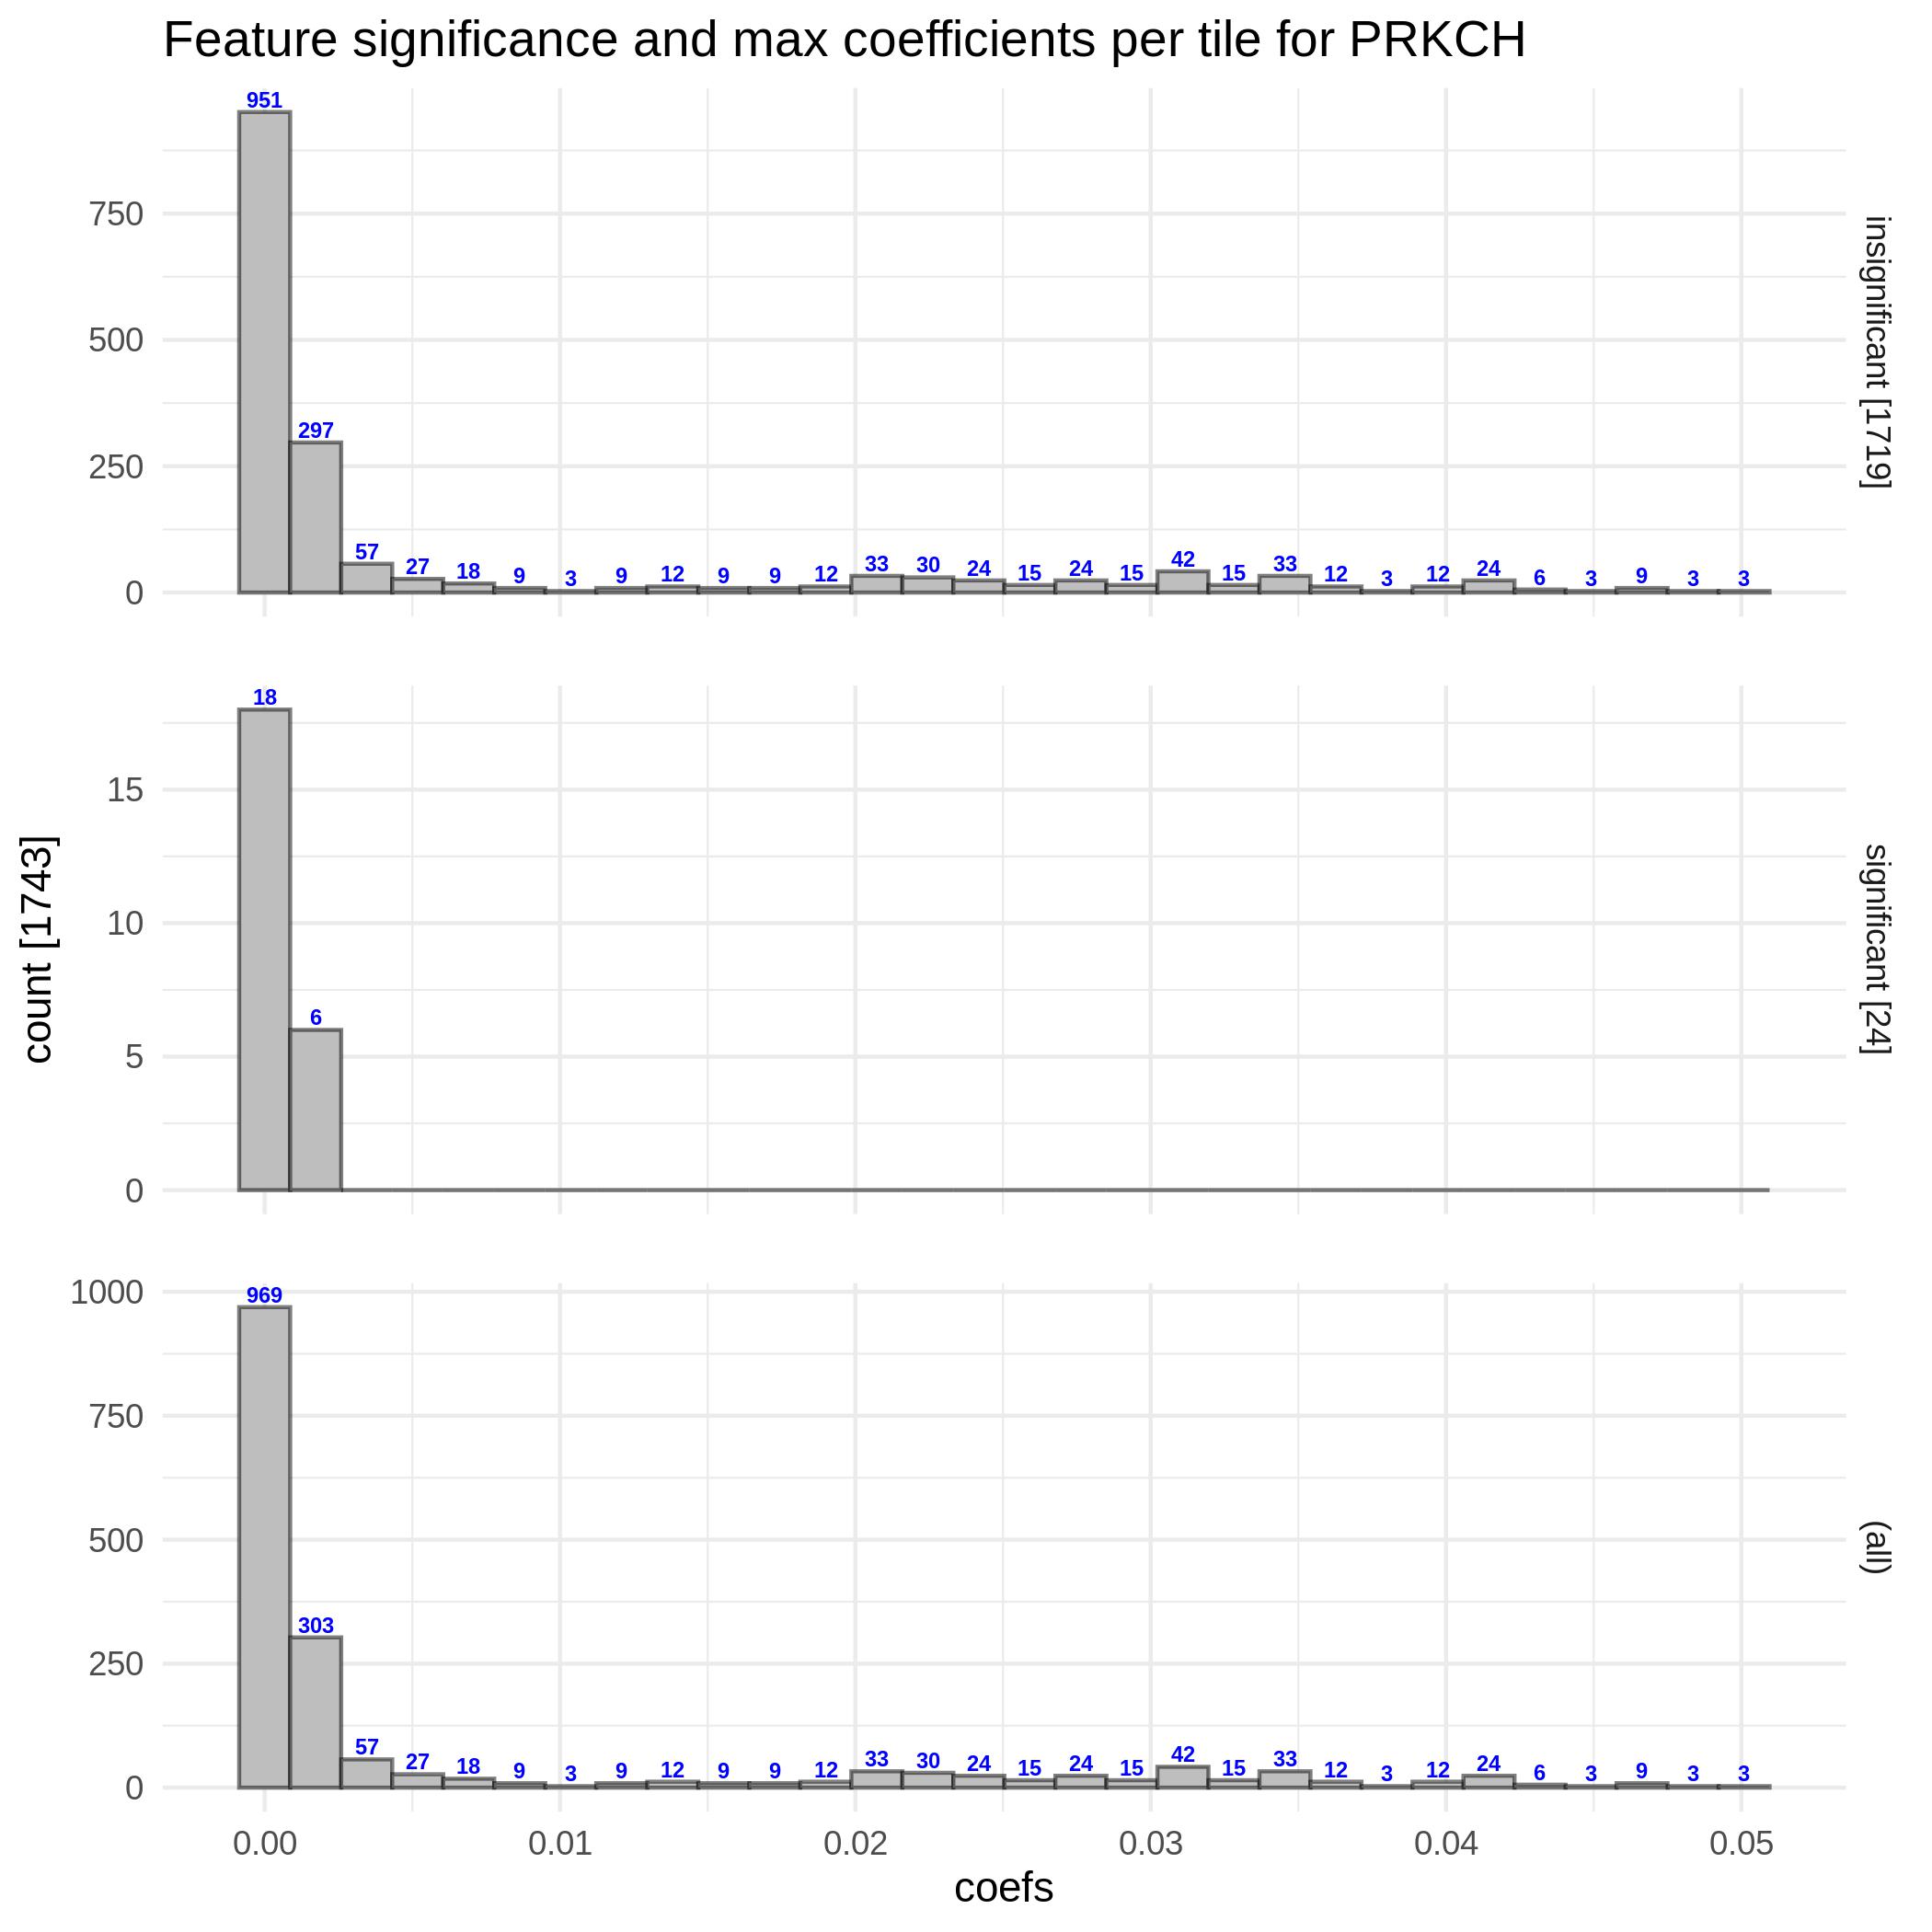 Feature significance and max coefficients per tile for PRKCH
951
750
500
250
0
297 57 27 18 9 3 9 12 9 9 12 33 30 24 15 24 15 42 15 33 12 3 12 24 6 3 9 3 3
insignificant [1719]
count [1743]
18
15
10
5
0
6
significant [24]
1000
750
500
250
0
969
303 57 27 18 9 3 9 12 9 9 12 33 30 24 15 24 15 42 15 33 12 3 12 24 6 3 9 3 3
(all)
0.00 0.01 0.02 0.03 0.04 0.05
coefs